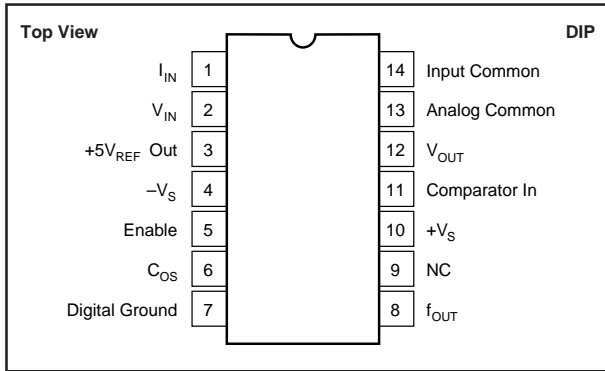 Top View DIP
I_IN 1 14 Input Common
V_IN 2 13 Analog Common
+5V_REF Out 3 12 V_OUT
–V_S 4 11 Comparator In
Enable 5 10 +V_S
C_OS 6 9 NC
Digital Ground 7 8 f_OUT